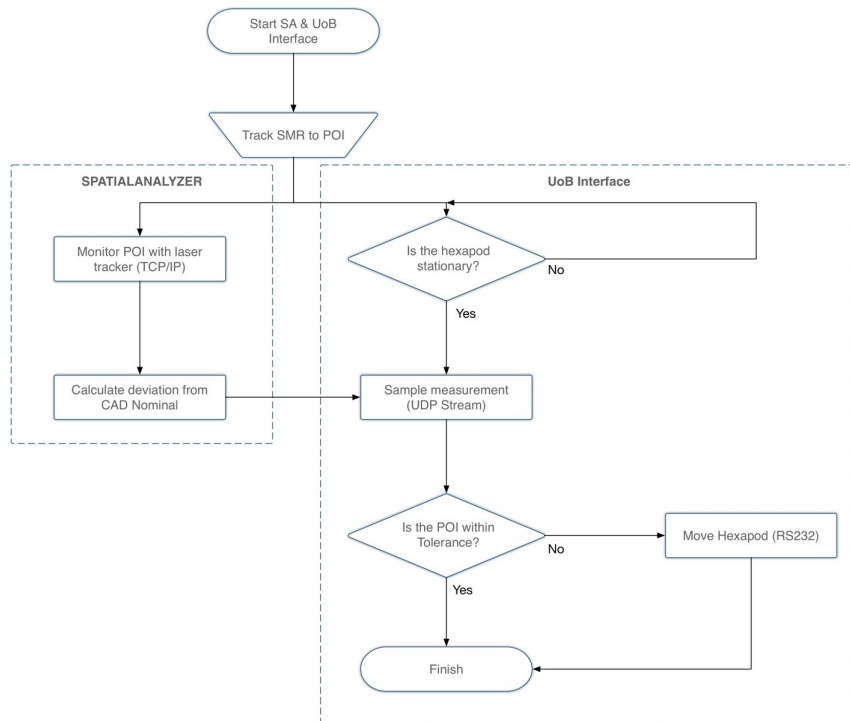 Start SA & UoB
Interface
Track SMR to POI
SPATIALANALYZER
UoB Interface
Monitor POI with laser
tracker (TCP/IP)
Is the hexapod
stationary?
No
Yes
Calculate deviation from
CAD Nominal
Sample measurement
(UDP Stream)
Is the POI within
Tolerance?
No
Move Hexapod (RS232)
Yes
Finish